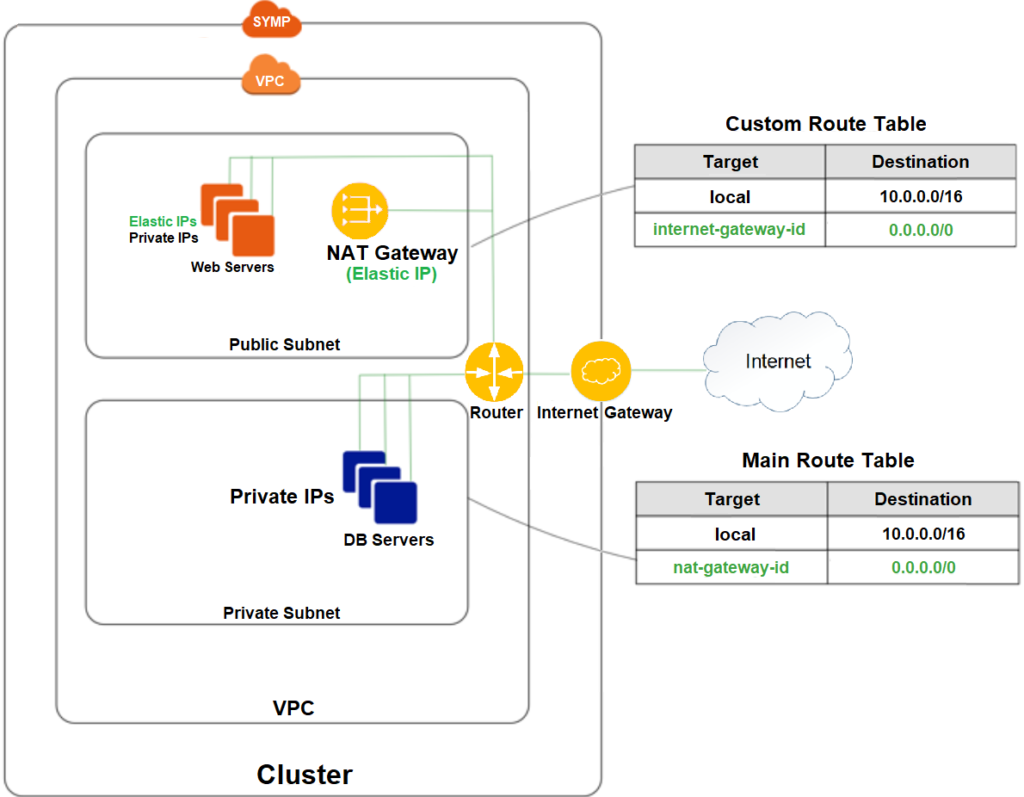 SYMP
VPC
Custom Route Table
Target Destination
local 10.0.0.0/16
internet-gateway-id 0.0.0.0/0
Elastic IPs
Private IPs
Web Servers
NAT Gateway
(Elastic IP)
Public Subnet
Internet
Router
Internet Gateway
Main Route Table
Target Destination
local 10.0.0.0/16
nat-gateway-id 0.0.0.0/0
Private IPs
DB Servers
Private Subnet
VPC
Cluster